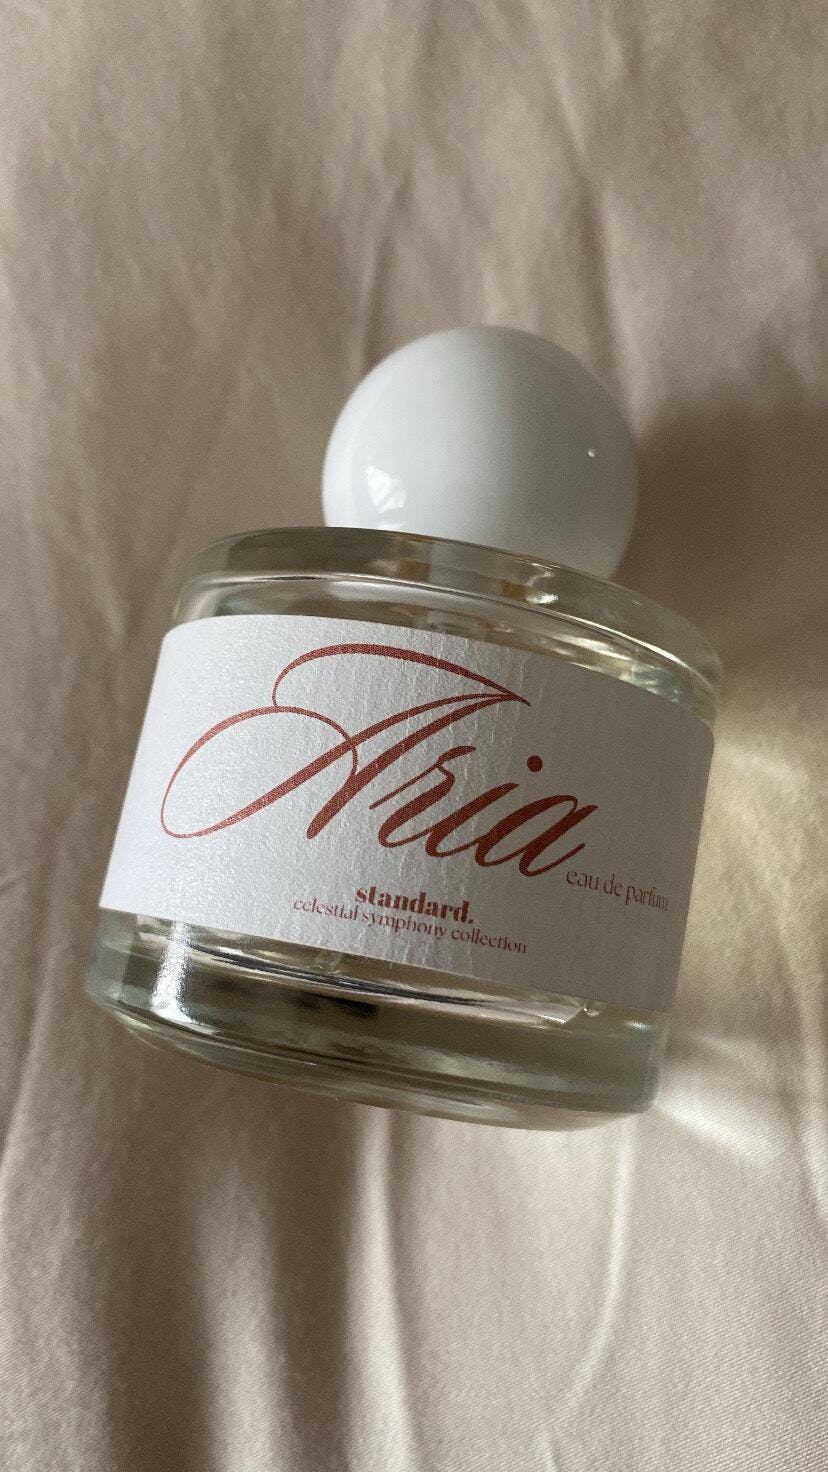 Aria
eau de parfum
standard.
celestial symphony collection